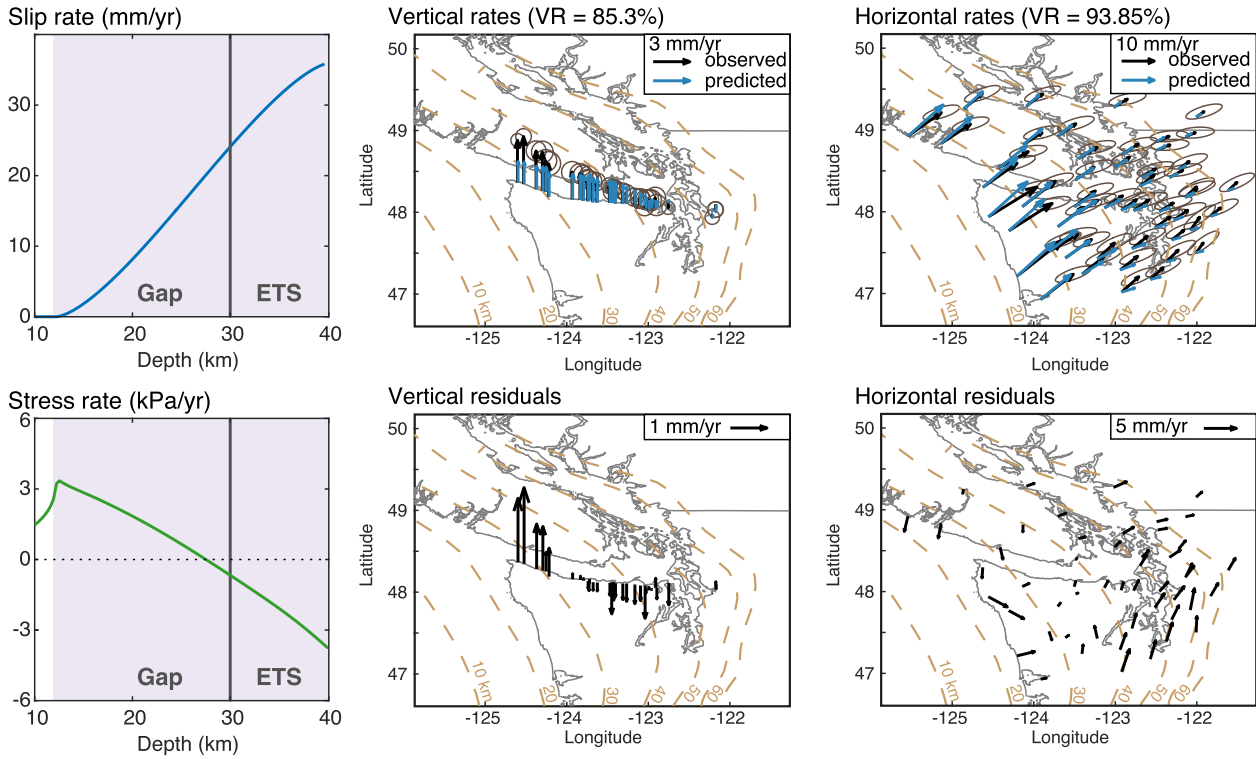 Slip rate (mm/yr)
30
20
10
0
10
20
30
40
Gap
ETS
Depth (km)
Vertical rates (VR = 85.3%)
3 mm/yr
observed
predicted
50
49
48
47
Latitude
10 km
20
30
40
50
60
-125
-124
-123
-122
Longitude
Horizontal rates (VR = 93.85%)
10 mm/yr
observed
predicted
50
49
48
47
Latitude
10 km
20
30
40
50
60
-125
-124
-123
-122
Longitude
Stress rate (kPa/yr)
6
3
0
-3
-6
10
20
30
40
Gap
ETS
Depth (km)
Vertical residuals
1 mm/yr
50
49
48
47
Latitude
10 km
20
30
40
50
60
-125
-124
-123
-122
Longitude
Horizontal residuals
5 mm/yr
50
49
48
47
Latitude
10 km
20
30
40
50
60
-125
-124
-123
-122
Longitude